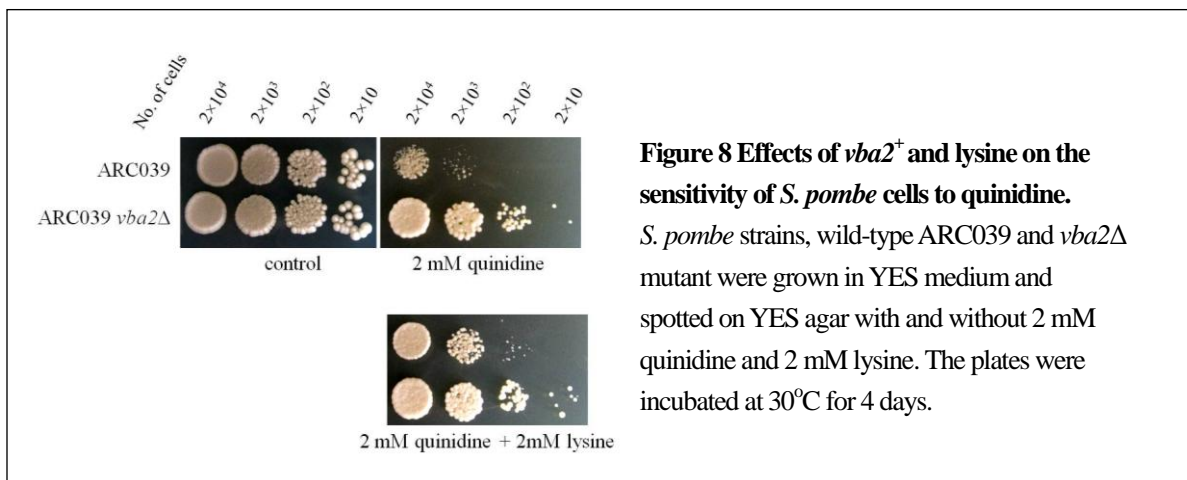 No. of cells
2×10⁴ 2×10³ 2×10² 2×10 2×10⁴ 2×10³ 2×10² 2×10
ARC039
ARC039 vba2Δ
control 2 mM quinidine
2 mM quinidine + 2mM lysine
Figure 8 Effects of vba2⁺ and lysine on the
sensitivity of S. pombe cells to quinidine.
S. pombe strains, wild-type ARC039 and vba2Δ
mutant were grown in YES medium and
spotted on YES agar with and without 2 mM
quinidine and 2 mM lysine. The plates were
incubated at 30°C for 4 days.